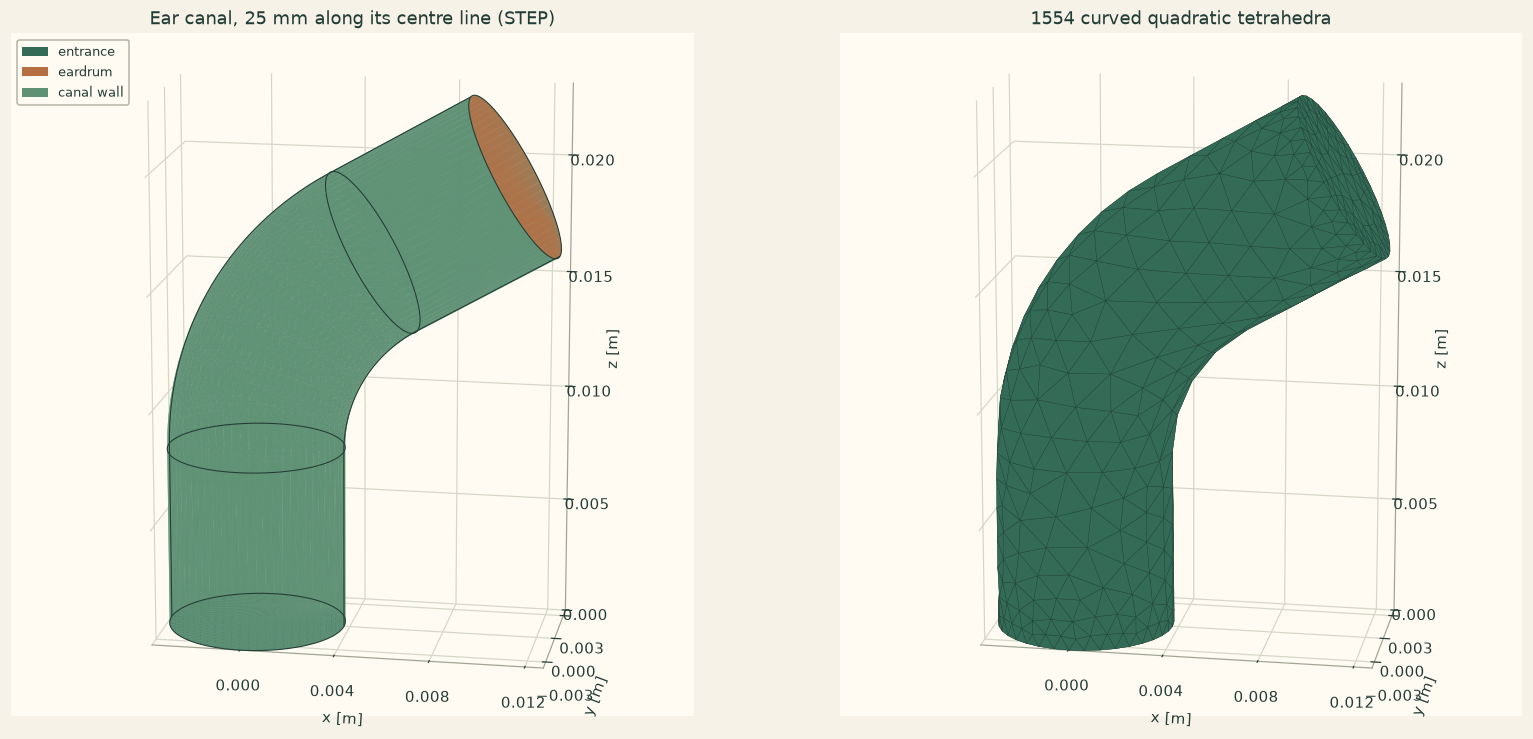 Ear canal, 25 mm along its centre line (STEP)
entrance
eardrum
canal wall
0.020
0.015
z [m]
0.010
0.005
0.000
0.003
0.000
−0.003
y [m]
0.000
0.004
0.008
0.012
x [m]
1554 curved quadratic tetrahedra
0.020
0.015
z [m]
0.010
0.005
0.000
0.003
0.000
−0.003
y [m]
0.000
0.004
0.008
0.012
x [m]